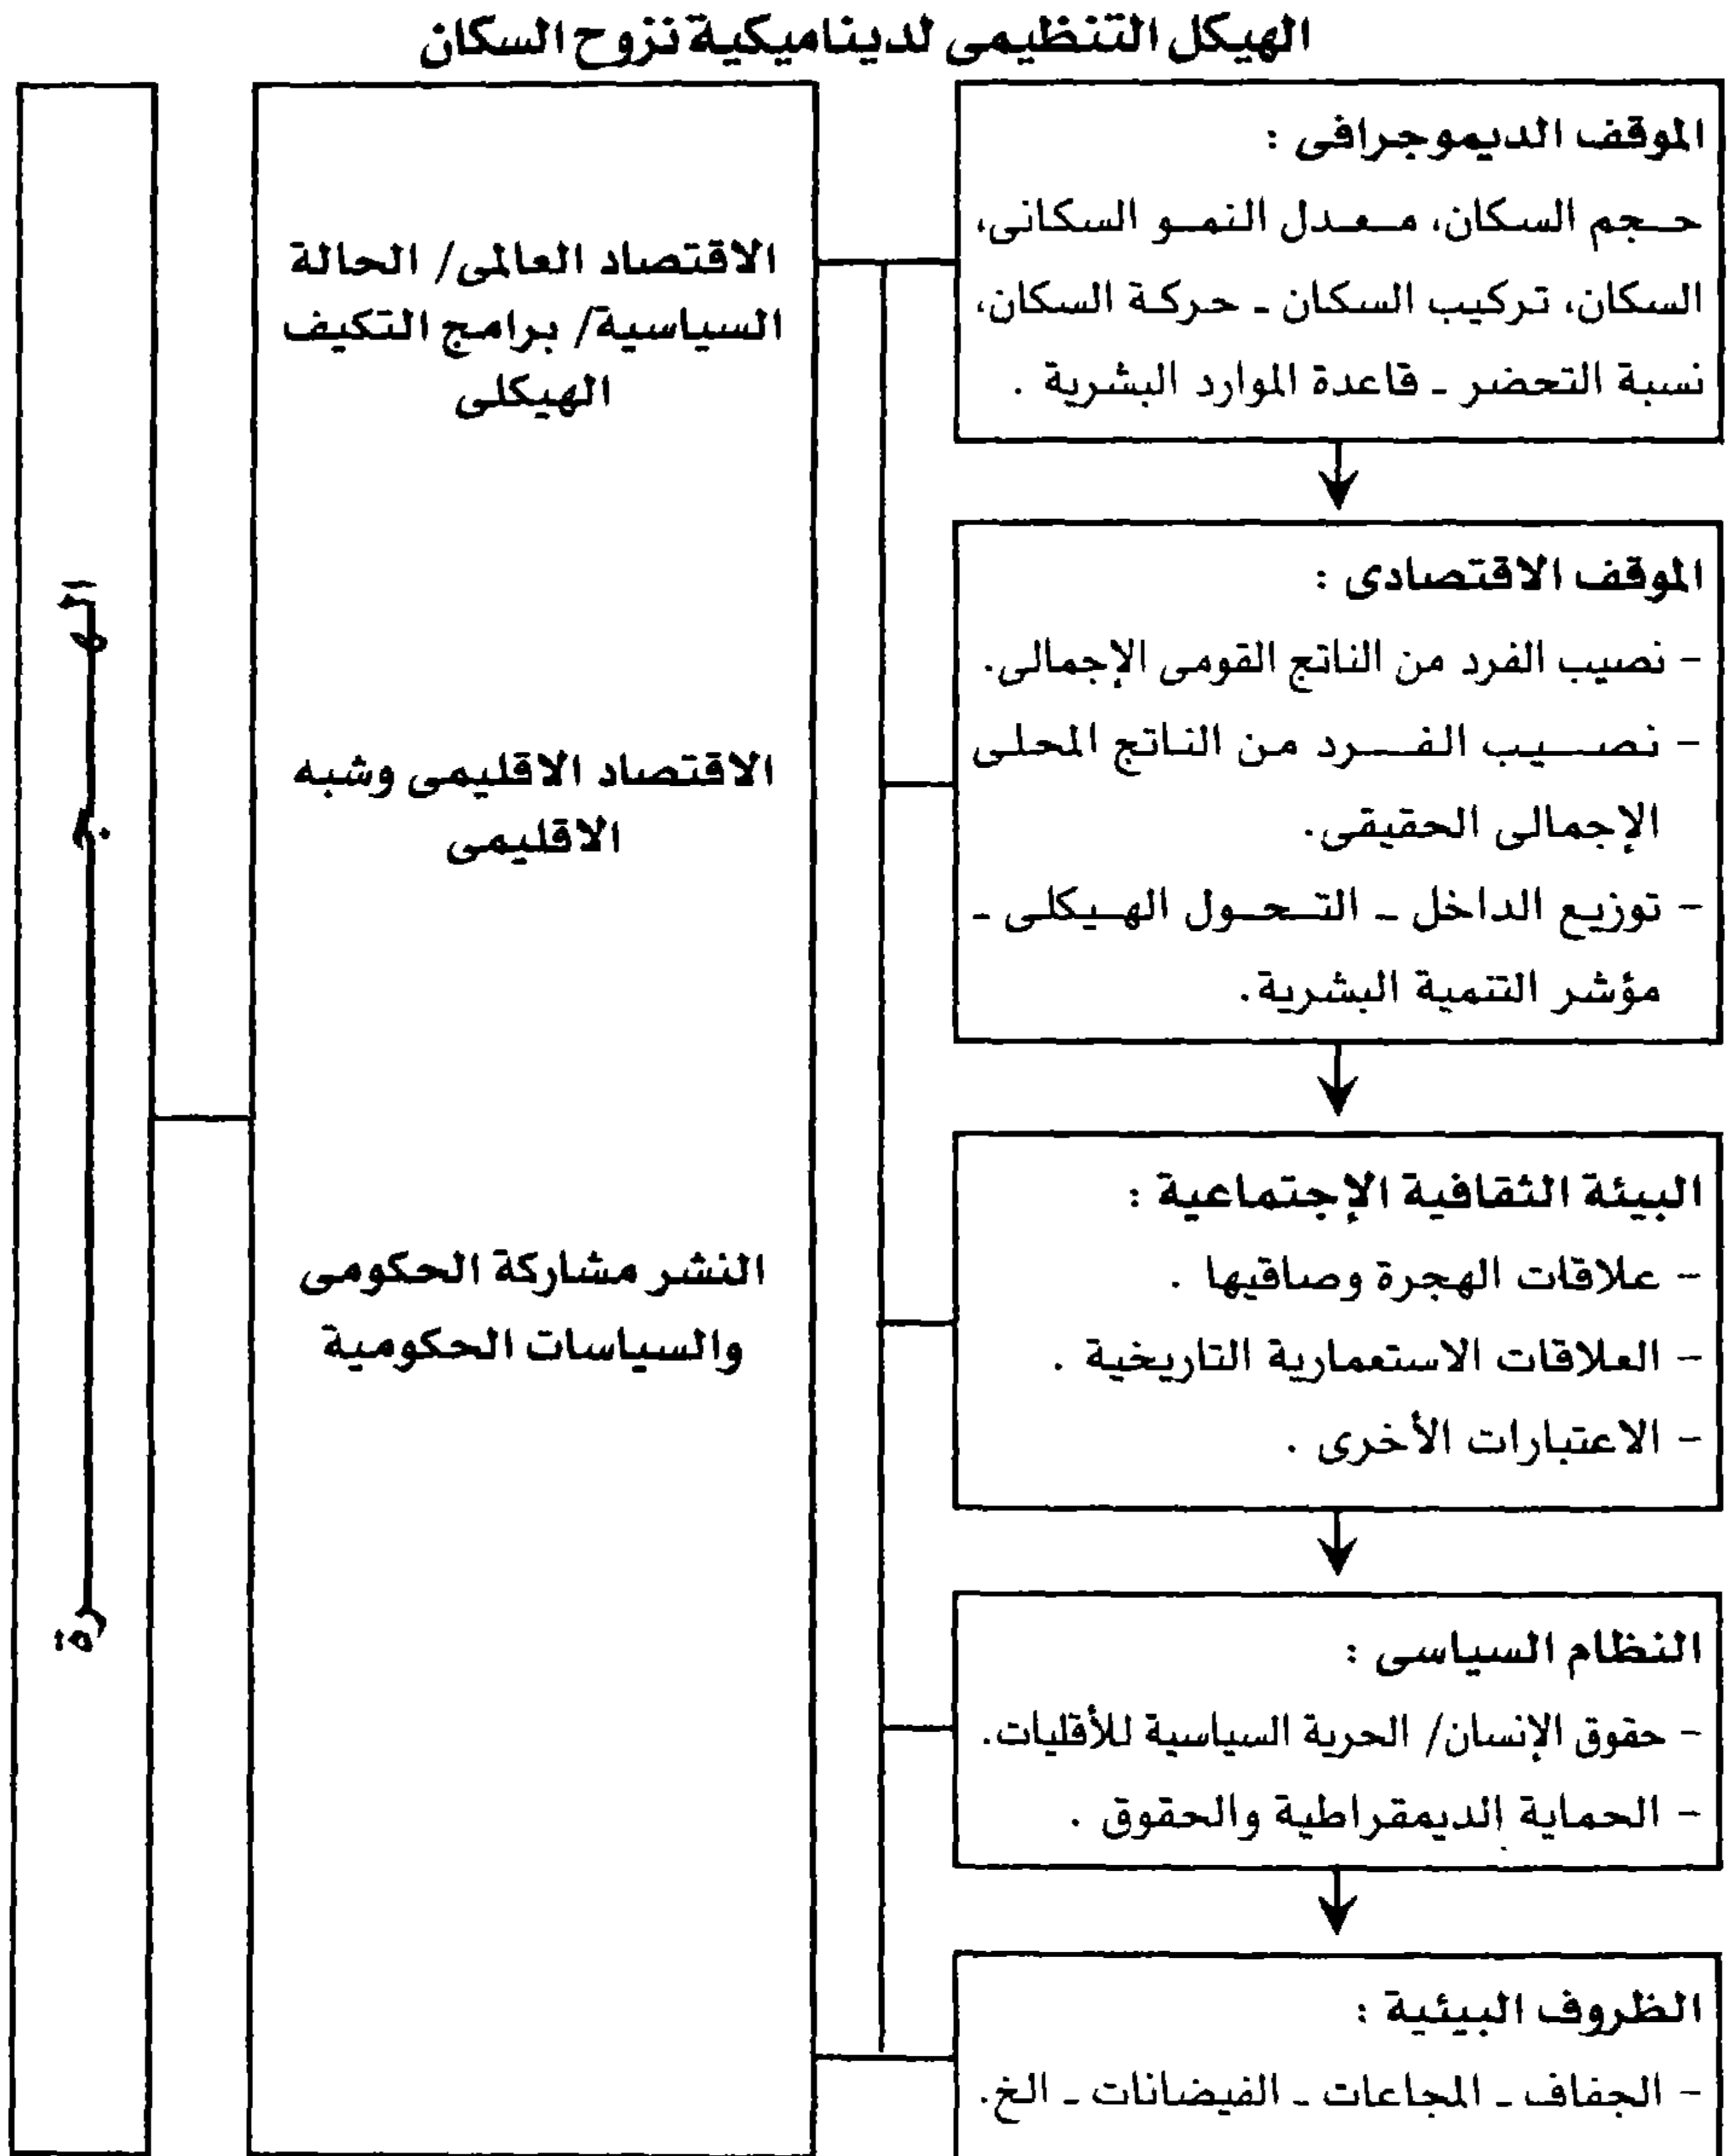 الهيكل التنظيمى لديناميكية نزوح السكان
الموقف الديموجرافى :
حجم السكان، معدل النمو السكانى،
السكان، تركيب السكان - حركة السكان،
نسبة التحضر - قاعدة الموارد البشرية .
الموقف الاقتصادى :
- نصيب الفرد من الناتج القومى الإجمالى.
- نصيب الفرد من الناتج المحلى
الإجمالى الحقيقى.
- توزيع الداخل - التحول الهيكلى -
مؤشر التنمية البشرية.
البيئة الثقافية الإجتماعية :
- علاقات الهجرة وصاقيها .
- العلاقات الاستعمارية التاريخية .
- الاعتبارات الأخرى .
النظام السياسى :
- حقوق الإنسان/ الحرية السياسية للأقليات.
- الحماية الديمقراطية والحقوق .
الظروف البيئية :
- الجفاف - المجاعات - الفيضانات - الخ.
الاقتصاد العالمى/ الحالة
السياسية/ برامج التكيف
الهيكلى
الاقتصاد الاقليمى وشبه
الاقليمى
النشر مشاركة الحكومى
والسياسات الحكومية
الهجرة